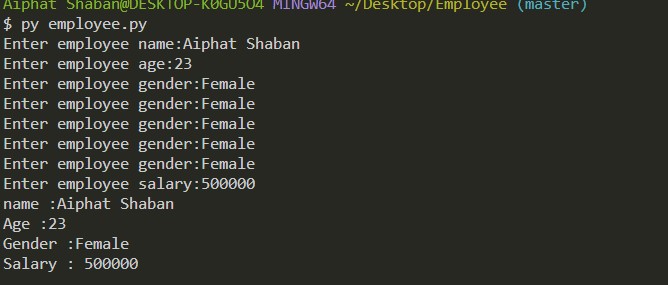 Aiphat Shaban@DESKTOP-K0GU5O4 MINGW64 ~/Desktop/Employee (master)
$ py employee.py
Enter employee name:Aiphat Shaban
Enter employee age:23
Enter employee gender:Female
Enter employee gender:Female
Enter employee gender:Female
Enter employee gender:Female
Enter employee gender:Female
Enter employee salary:500000
name :Aiphat Shaban
Age :23
Gender :Female
Salary : 500000